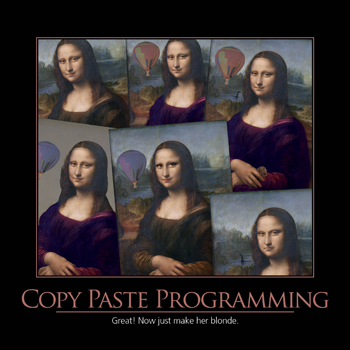 COPY PASTE PROGRAMMING
Great! Now just make her blonde.